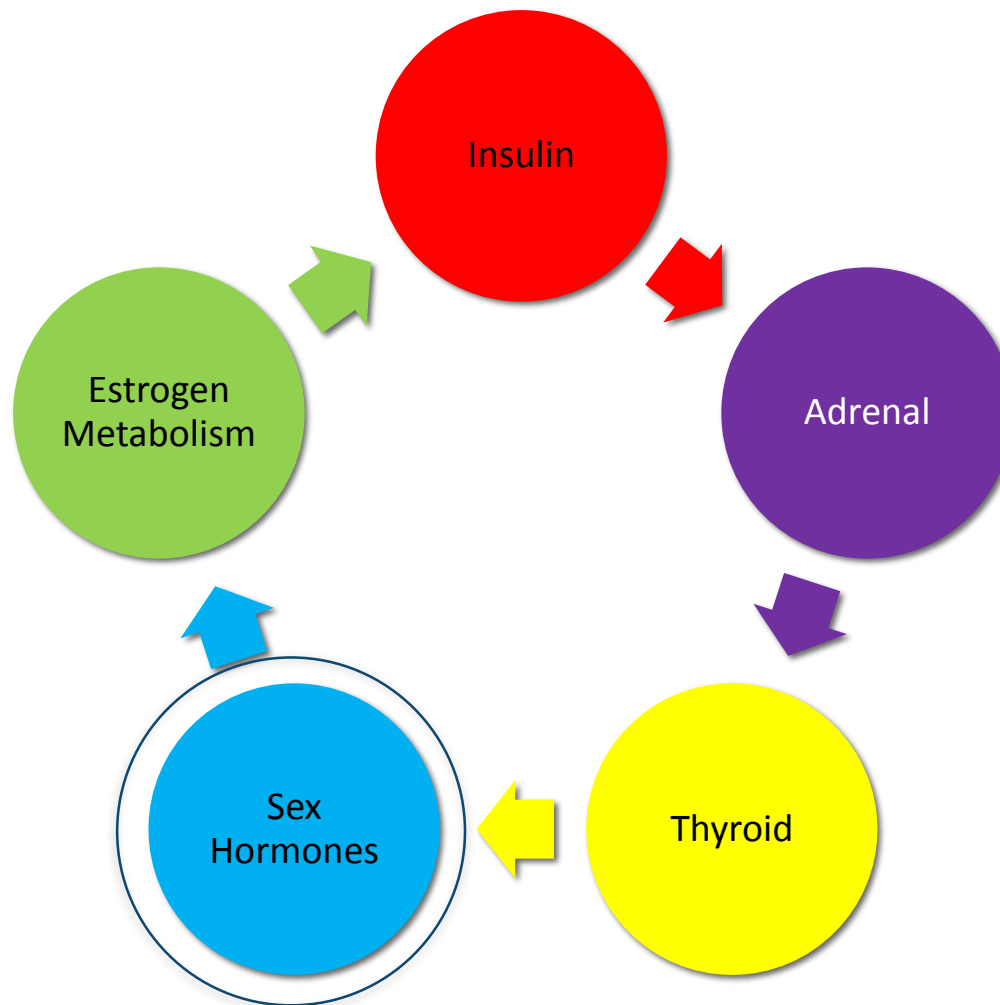 Insulin
Adrenal
Thyroid
Sex
Hormones
Estrogen
Metabolism